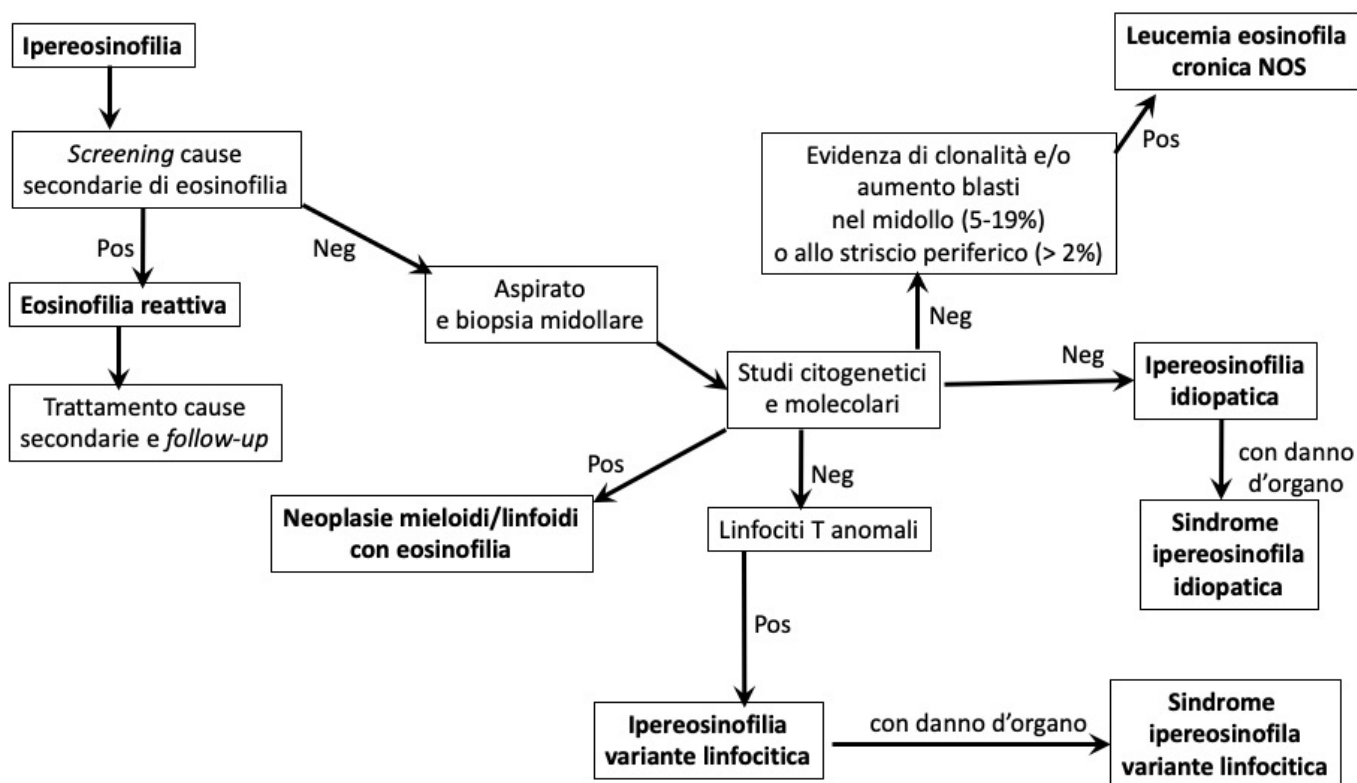 Ipereosinofilia
Screening cause
secondarie di eosinofilia
Pos
Neg
Eosinofilia reattiva
Trattamento cause
secondarie e follow-up
Aspirato
e biopsia midollare
Studi citogenetici
e molecolari
Pos
Neoplasie mieloidi/linfoidi
con eosinofilia
Neg
Linfociti T anomali
Pos
Ipereosinofilia
variante linfocitica
con danno d'organo
Sindrome
ipereosinofila
variante linfocitica
Neg
Evidenza di clonalità e/o
aumento blasti
nel midollo (5-19%)
o allo striscio periferico (> 2%)
Pos
Leucemia eosinofila
cronica NOS
Neg
Ipereosinofilia
idiopatica
con danno
d'organo
Sindrome
ipereosinofila
idiopatica